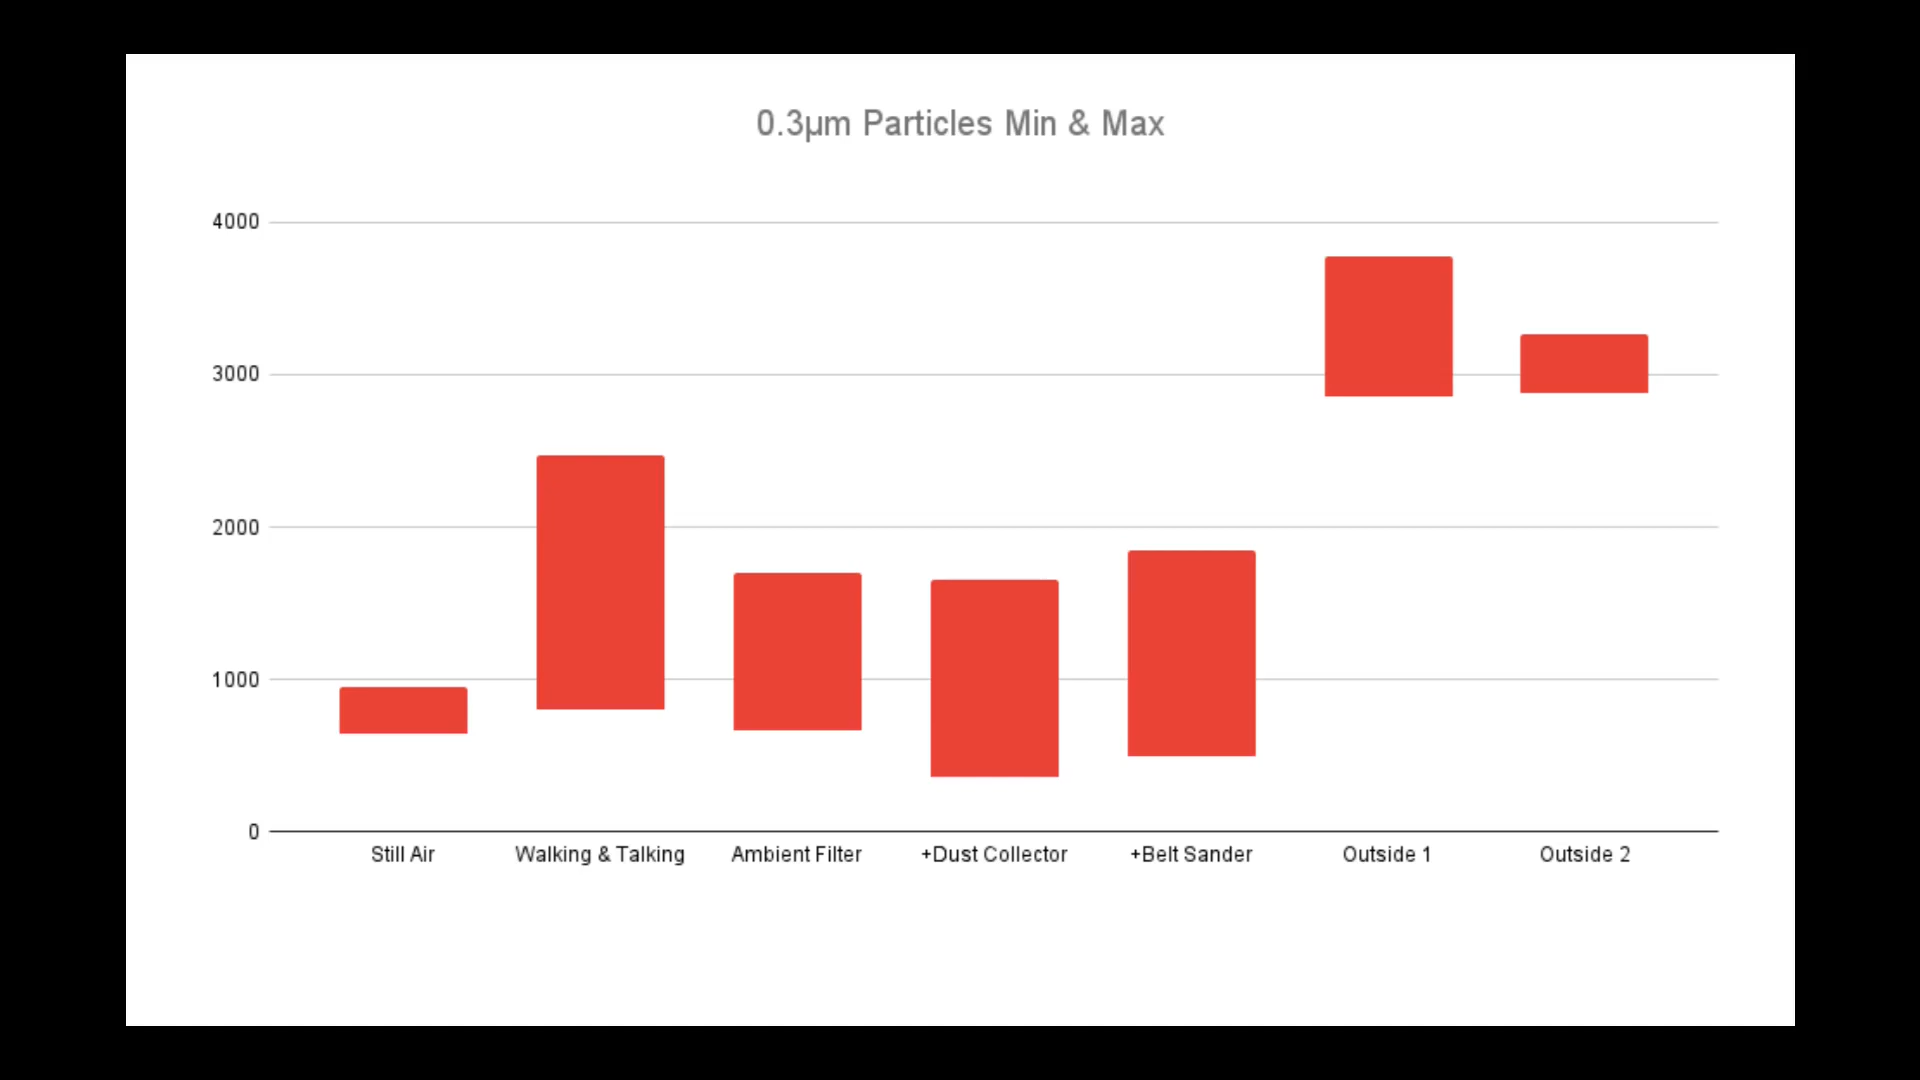 0.3µm Particles Min & Max
4000
3000
2000
1000
0
Still Air Walking & Talking Ambient Filter +Dust Collector +Belt Sander Outside 1 Outside 2